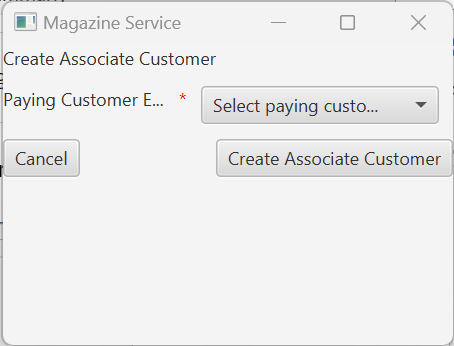 Magazine Service
Create Associate Customer
Paying Customer E... * Select paying custo...
Cancel Create Associate Customer